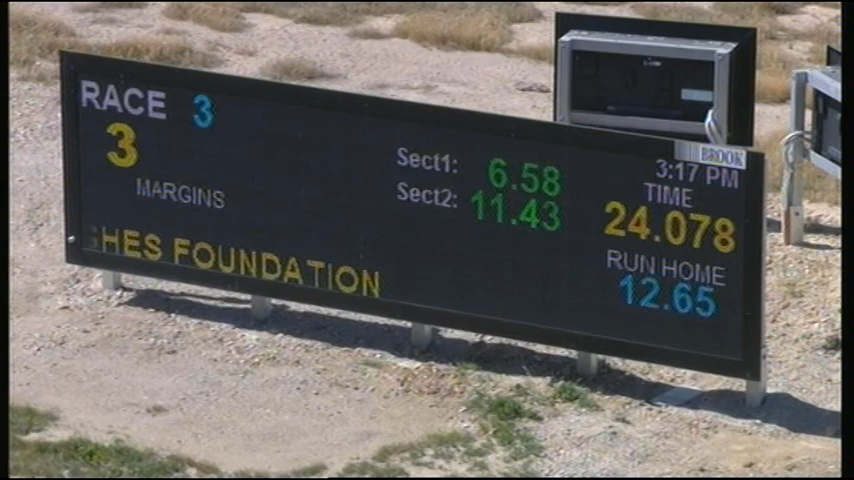 RACE 3
3
MARGINS
HES FOUNDATION
Sect1: 6.58
Sect2: 11.43
BROOK
3:17 PM
TIME
24.078
RUN HOME
12.65